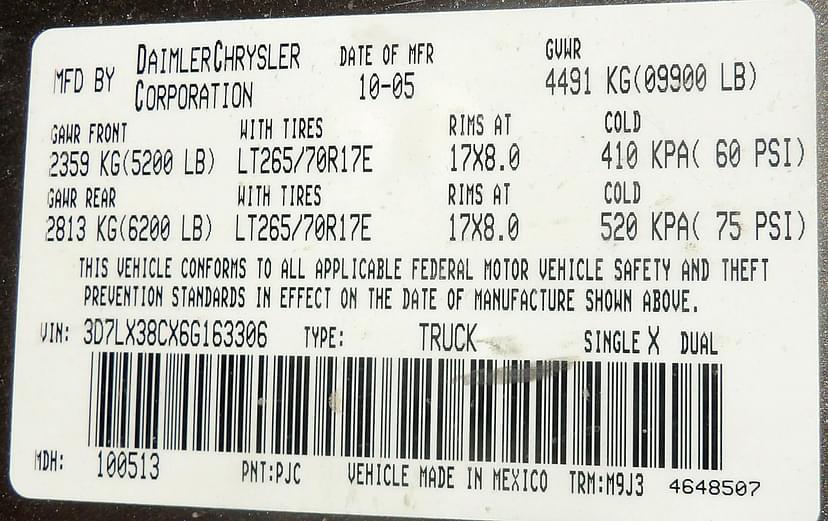 MFD BY DAIMLERCHRYSLER CORPORATION DATE OF MFR 10-05 GVWR 4491 KG(09900 LB)
GAWR FRONT WITH TIRES RIMS AT COLD
2359 KG(5200 LB) LT265/70R17E 17X8.0 410 KPA( 60 PSI)
GAWR REAR WITH TIRES RIMS AT COLD
2813 KG(6200 LB) LT265/70R17E 17X8.0 520 KPA( 75 PSI)
THIS VEHICLE CONFORMS TO ALL APPLICABLE FEDERAL MOTOR VEHICLE SAFETY AND THEFT
PREVENTION STANDARDS IN EFFECT ON THE DATE OF MANUFACTURE SHOWN ABOVE.
VIN: 3D7LX38CX6G163306 TYPE: TRUCK SINGLE X DUAL
MDH: 100513 PNT:PJC VEHICLE MADE IN MEXICO TRM:M9J3 4648507